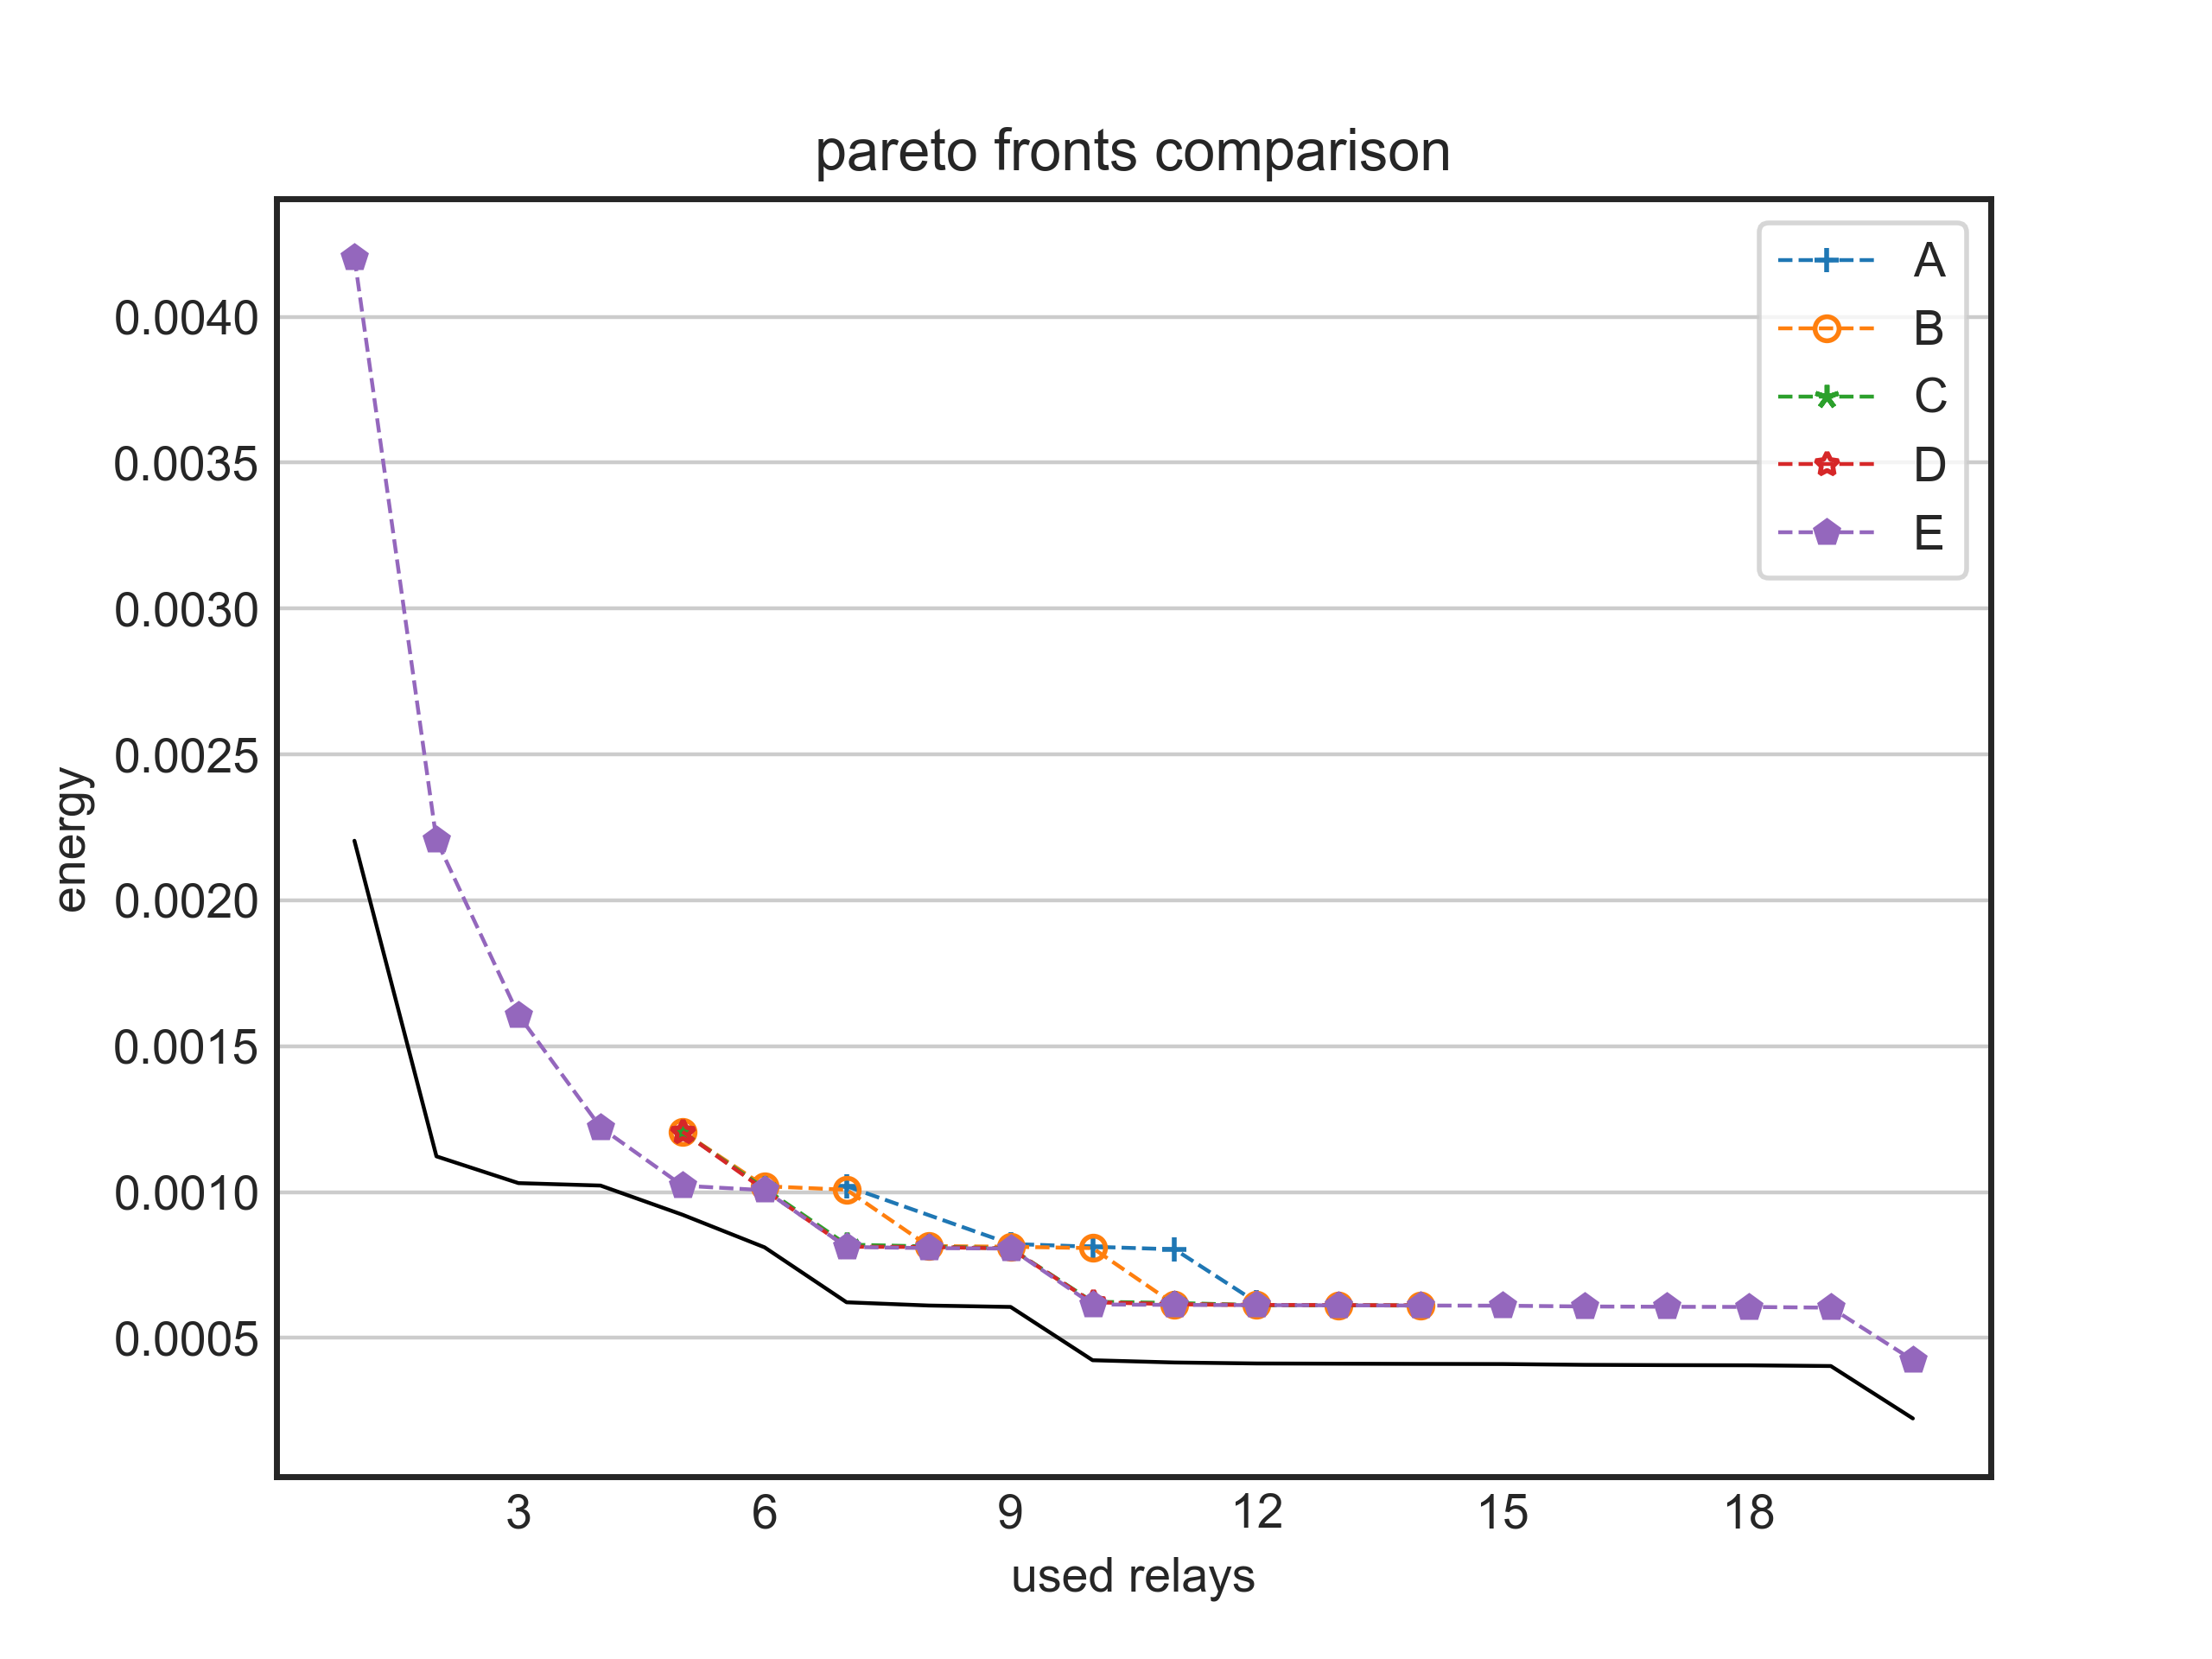 pareto fronts comparison
A
B
C
D
E
0.0040
0.0035
0.0030
0.0025
0.0020
0.0015
0.0010
0.0005
energy
3 6 9 12 15 18
used relays